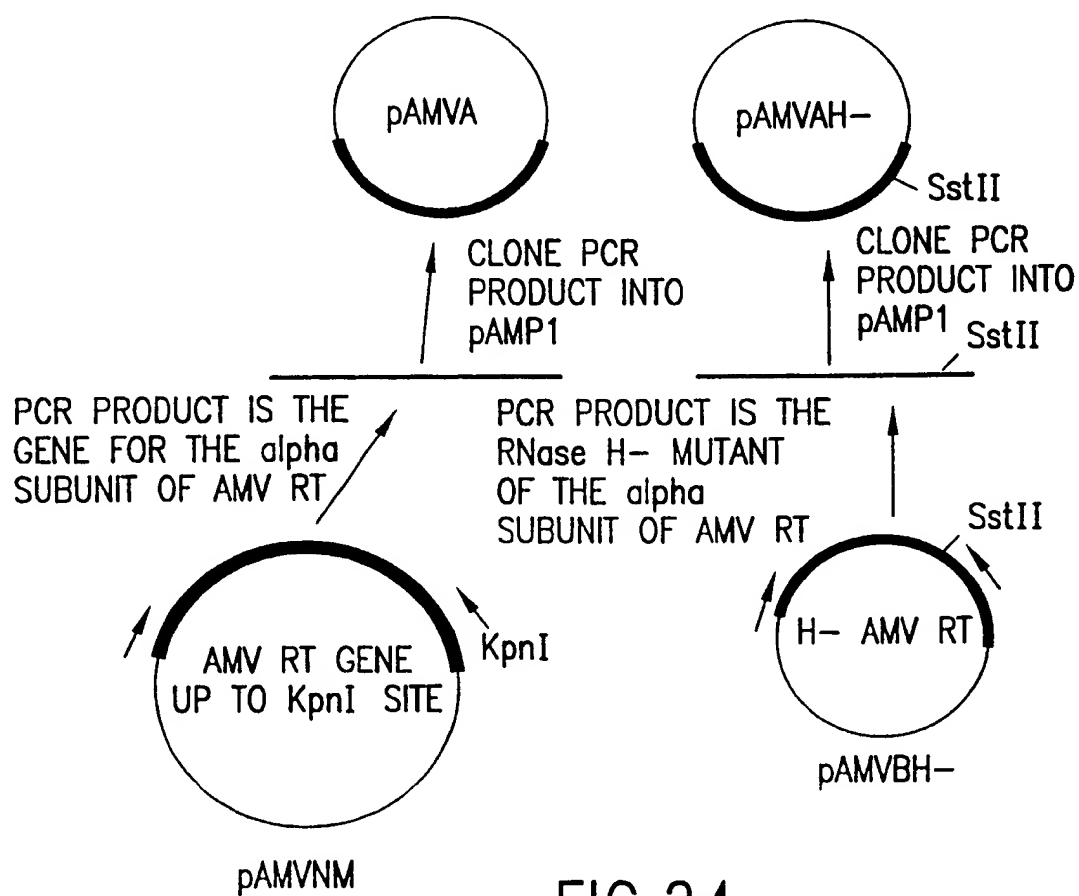 pAMVA
pAMVAH-
SstII
CLONE PCR
PRODUCT INTO
pAMP1
CLONE PCR
PRODUCT INTO
pAMP1
SstII
PCR PRODUCT IS THE
GENE FOR THE alpha
SUBUNIT OF AMV RT
PCR PRODUCT IS THE
RNase H- MUTANT
OF THE alpha
SUBUNIT OF AMV RT
SstII
KpnI
AMV RT GENE
UP TO KpnI SITE
H- AMV RT
pAMVBH-
pAMVNM